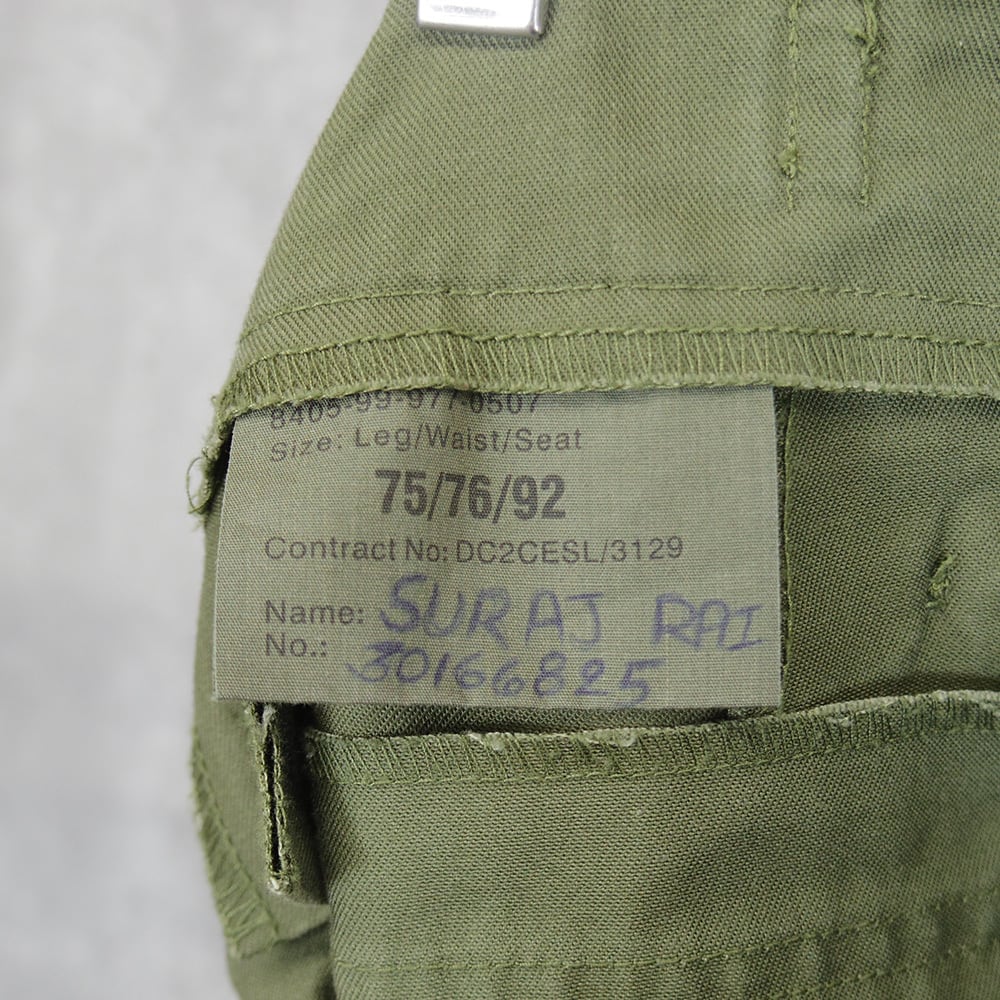 8405-99-977-0507
Size: Leg/Waist/Seat
75/76/92
Contract No: DC2CESL/3129
Name: SURAJ RAI
No.: 30166825